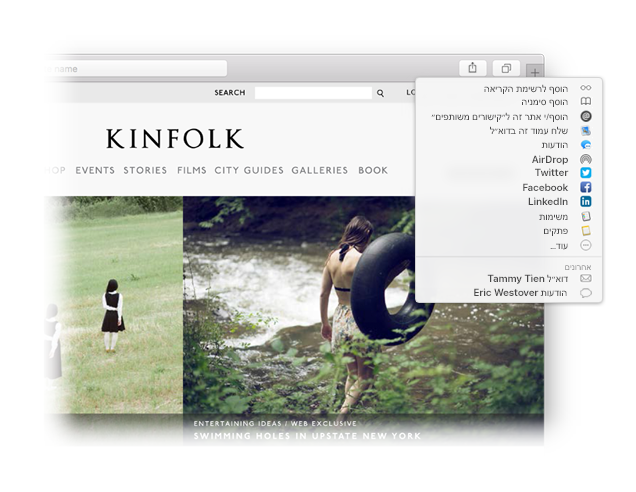 name
SEARCH
KINFOLK
EVENTS STORIES FILMS CITY GUIDES GALLERIES BOOK
הוסף לרשימת הקריאה
הוסף סימניה
הוסף/י אתר זה ל״קישורים משותפים״
שלח עמוד זה בדוא״ל
הודעות
AirDrop
Twitter
Facebook
LinkedIn
משימות
פתקים
עוד...
אחרונים
דוא״ל Tammy Tien
הודעות Eric Westover
ENTERTAINING IDEAS / WEB EXCLUSIVE
SWIMMING HOLES IN UPSTATE NEW YORK